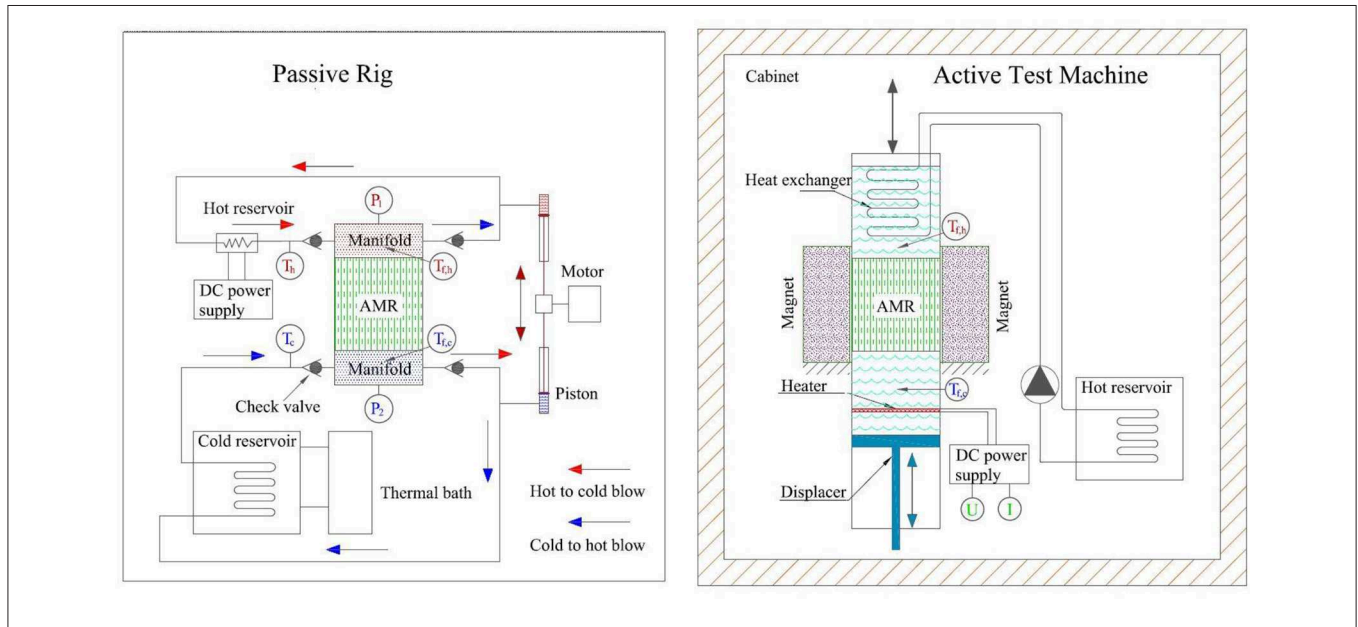 Passive Rig
Hot reservoir
P1
Manifold
Th
Tf,h
DC power
supply
Motor
AMR
Tc
Tf,c
Manifold
Check valve
P2
Piston
Cold reservoir
Thermal bath
Hot to cold blow
Cold to hot blow
Cabinet
Active Test Machine
Heat exchanger
Tf,h
Magnet
AMR
Magnet
Heater
Tf,c
Hot reservoir
DC power
supply
Displacer
U
I